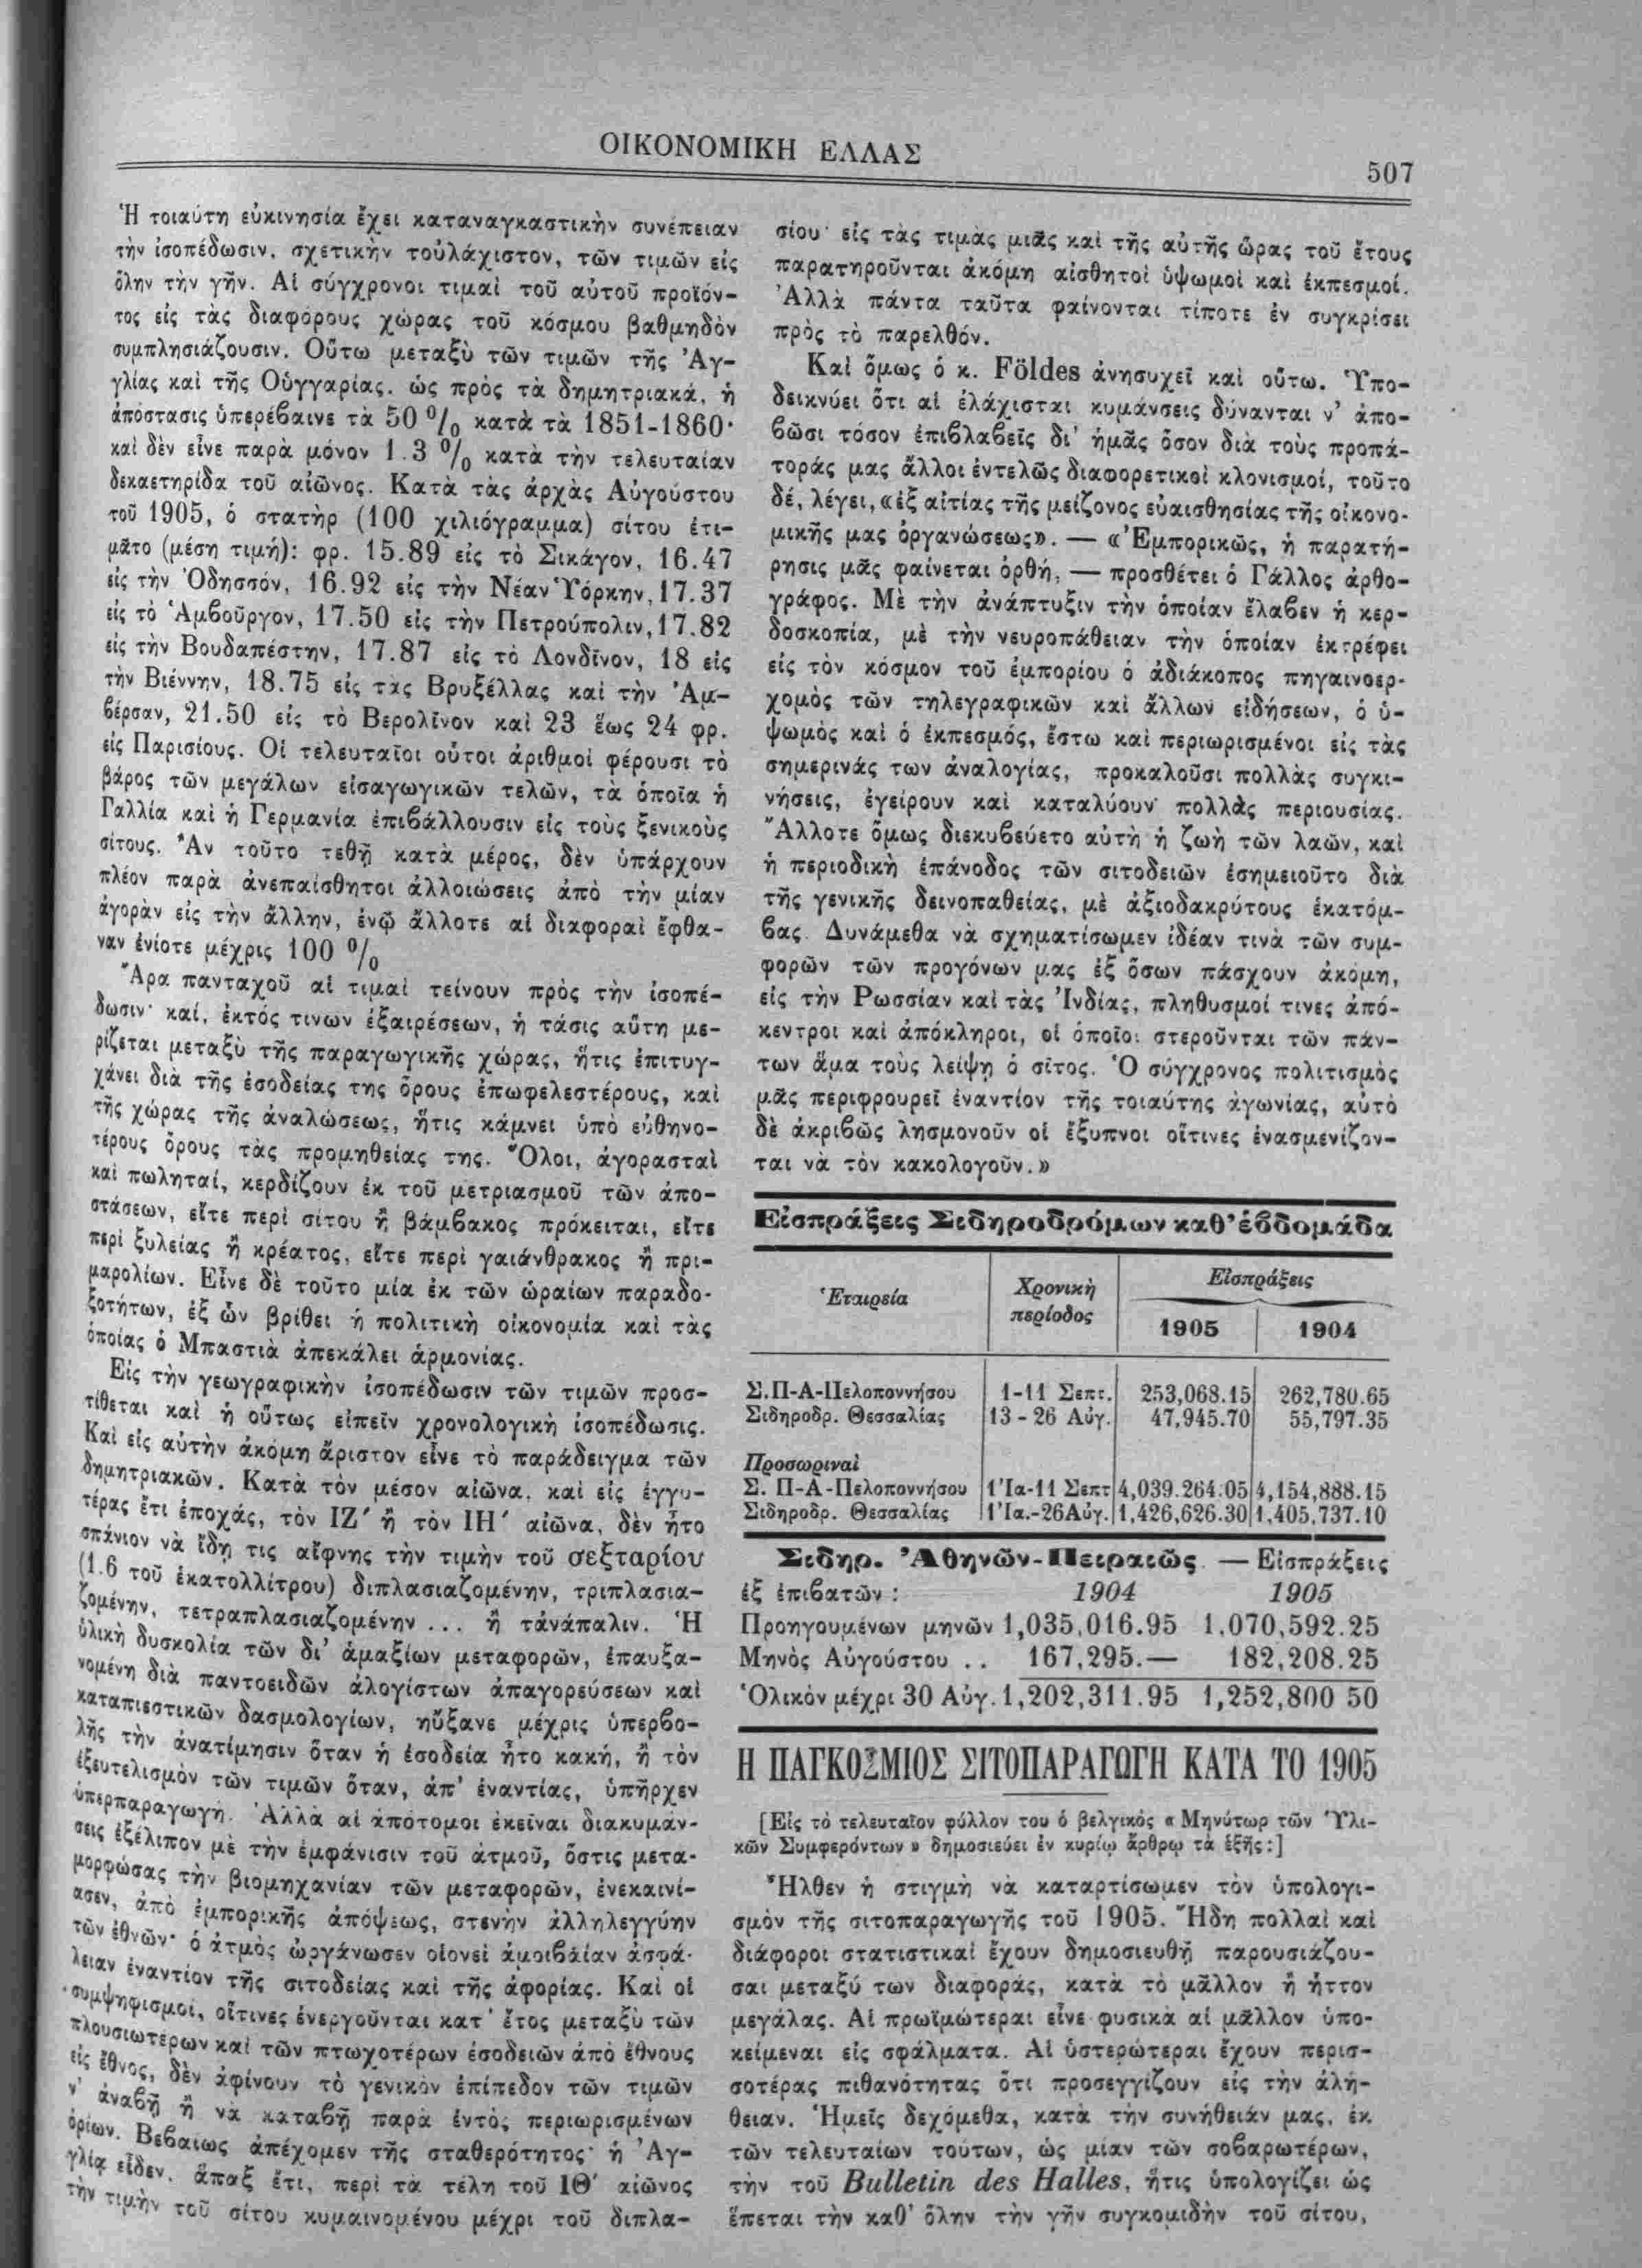 ΟΙΚΟΝΟΜΙΚΗ ΕΛΛΑΣ
507
Ἡ τοιαύτη εὐκινησία ἔχει καταναγκαστικὴν συνέπειαν
τὴν ἰσοπέδωσιν, σχετικὴν τοὐλάχιστον, τῶν τιμῶν εἰς
ὅλην τὴν γῆν. Αἱ σύγχρονοι τιμαὶ τοῦ αὐτοῦ προϊόν-
τος εἰς τὰς διαφόρους χώρας τοῦ κόσμου βαθμηδὸν
συμπλησιάζουσιν. Οὕτω μεταξὺ τῶν τιμῶν τῆς Ἀγ-
γλίας καὶ τῆς Οὑγγαρίας, ὡς πρὸς τὰ δημητριακά, ἡ
ἀπόστασις ὑπερέβαινε τὰ 50 % κατὰ τὰ 1851-1860·
καὶ δὲν εἶνε παρὰ μόνον 1.3 % κατὰ τὴν τελευταίαν
δεκαετηρίδα τοῦ αἰῶνος. Κατὰ τὰς ἀρχὰς Αὐγούστου
τοῦ 1905, ὁ στατὴρ (100 χιλιόγραμμα) σίτου ἐτι-
μᾶτο (μέση τιμή): φρ. 15.89 εἰς τὸ Σικάγον, 16.47
εἰς τὴν Ὀδησσόν, 16.92 εἰς τὴν Νέαν Ὑόρκην, 17.37
εἰς τὸ Ἀμβοῦργον, 17.50 εἰς τὴν Πετρούπολιν, 17.82
εἰς τὴν Βουδαπέστην, 17.87 εἰς τὸ Λονδῖνον, 18 εἰς
τὴν Βιέννην, 18.75 εἰς τὰς Βρυξέλλας καὶ τὴν Ἀμ-
βέρσαν, 21.50 εἰς τὸ Βερολῖνον καὶ 23 ἕως 24 φρ.
εἰς Παρισίους. Οἱ τελευταῖοι οὗτοι ἀριθμοὶ φέρουσι τὸ
βάρος τῶν μεγάλων εἰσαγωγικῶν τελῶν, τὰ ὁποῖα ἡ
Γαλλία καὶ ἡ Γερμανία ἐπιβάλλουσιν εἰς τοὺς ξενικοὺς
σίτους. Ἂν τοῦτο τεθῇ κατὰ μέρος, δὲν ὑπάρχουν
πλέον παρὰ ἀνεπαίσθητοι ἀλλοιώσεις ἀπὸ τὴν μίαν
ἀγορὰν εἰς τὴν ἄλλην, ἐνῷ ἄλλοτε αἱ διαφοραὶ ἔφθα-
ναν ἐνίοτε μέχρις 100 %
Ἄρα πανταχοῦ αἱ τιμαὶ τείνουν πρὸς τὴν ἰσοπέ-
δωσιν· καί, ἐκτός τινων ἐξαιρέσεων, ἡ τάσις αὕτη με-
ρίζεται μεταξὺ τῆς παραγωγικῆς χώρας, ἥτις ἐπιτυγ-
χάνει διὰ τῆς ἐσοδείας της ὅρους ἐπωφελεστέρους, καὶ
τῆς χώρας τῆς ἀναλώσεως, ἥτις κάμνει ὑπὸ εὐθηνο-
τέρους ὅρους τὰς προμηθείας της. Ὅλοι, ἀγορασταὶ
καὶ πωληταί, κερδίζουν ἐκ τοῦ μετριασμοῦ τῶν ἀπο-
στάσεων, εἴτε περὶ σίτου ἢ βάμβακος πρόκειται, εἴτε
περὶ ξυλείας ἢ κρέατος, εἴτε περὶ γαιάνθρακος ἢ πρι-
μαρολίων. Εἶνε δὲ τοῦτο μία ἐκ τῶν ὡραίων παραδο-
ξοτήτων, ἐξ ὧν βρίθει ἡ πολιτικὴ οἰκονομία καὶ τὰς
ὁποίας ὁ Μπαστιὰ ἀπεκάλει ἁρμονίας.
Εἰς τὴν γεωγραφικὴν ἰσοπέδωσιν τῶν τιμῶν προσ-
τίθεται καὶ ἡ οὕτως εἰπεῖν χρονολογικὴ ἰσοπέδωσις.
Καὶ εἰς αὐτὴν ἀκόμη ἄριστον εἶνε τὸ παράδειγμα τῶν
δημητριακῶν. Κατὰ τὸν μέσον αἰῶνα, καὶ εἰς ἐγγυ-
τέρας ἔτι ἐποχάς, τὸν ΙΖ΄ ἢ τὸν ΙΗ΄ αἰῶνα, δὲν ἦτο
σπάνιον νὰ ἴδῃ τις αἴφνης τὴν τιμὴν τοῦ σεξταρίου
(1.6 τοῦ ἑκατολλίτρου) διπλασιαζομένην, τριπλασια-
ζομένην, τετραπλασιαζομένην ... ἢ τἀνάπαλιν. Ἡ
ὑλικὴ δυσκολία τῶν δι' ἁμαξίων μεταφορῶν, ἐπαυξα-
νομένη διὰ παντοειδῶν ἀλογίστων ἀπαγορεύσεων καὶ
καταπιεστικῶν δασμολογίων, ηὔξανε μέχρις ὑπερβο-
λῆς τὴν ἀνατίμησιν ὅταν ἡ ἐσοδεία ἦτο κακή, ἢ τὸν
ἐξευτελισμὸν τῶν τιμῶν ὅταν, ἀπ' ἐναντίας, ὑπῆρχεν
ὑπερπαραγωγή. Ἀλλὰ αἱ ἀπότομοι ἐκεῖναι διακυμάν-
σεις ἐξέλιπον μὲ τὴν ἐμφάνισιν τοῦ ἀτμοῦ, ὅστις μετα-
μορφώσας τὴν βιομηχανίαν τῶν μεταφορῶν, ἐνεκαινί-
ασεν, ἀπὸ ἐμπορικῆς ἀπόψεως, στενὴν ἀλληλεγγύην
τῶν ἐθνῶν· ὁ ἀτμὸς ὠργάνωσεν οἱονεὶ ἀμοιβαίαν ἀσφά-
λειαν ἐναντίον τῆς σιτοδείας καὶ τῆς ἀφορίας. Καὶ οἱ
συμψηφισμοί, οἵτινες ἐνεργοῦνται κατ' ἔτος μεταξὺ τῶν
πλουσιωτέρων καὶ τῶν πτωχοτέρων ἐσοδειῶν ἀπὸ ἔθνους
εἰς ἔθνος, δὲν ἀφίνουν τὸ γενικὸν ἐπίπεδον τῶν τιμῶν
ν' ἀναβῇ ἢ νὰ καταβῇ παρὰ ἐντὸς περιωρισμένων
ὁρίων. Βεβαίως ἀπέχομεν τῆς σταθερότητος· ἡ Ἀγ-
γλία εἶδεν, ἅπαξ ἔτι, περὶ τὰ τέλη τοῦ ΙΘ΄ αἰῶνος
τὴν τιμὴν τοῦ σίτου κυμαινομένου μέχρι τοῦ διπλα-
σίου· εἰς τὰς τιμὰς μιᾶς καὶ τῆς αὐτῆς ὥρας τοῦ ἔτους
παρατηροῦνται ἀκόμη αἰσθητοὶ ὑψωμοὶ καὶ ἐκπεσμοί.
Ἀλλὰ πάντα ταῦτα φαίνονται τίποτε ἐν συγκρίσει
πρὸς τὸ παρελθόν.
Καὶ ὅμως ὁ κ. Földes ἀνησυχεῖ καὶ οὕτω. Ὑπο-
δεικνύει ὅτι αἱ ἐλάχισται κυμάνσεις δύνανται ν' ἀπο-
βῶσι τόσον ἐπιβλαβεῖς δι' ἡμᾶς ὅσον διὰ τοὺς προπά-
τοράς μας ἄλλοι ἐντελῶς διαφορετικοὶ κλονισμοί, τοῦτο
δέ, λέγει, «ἐξ αἰτίας τῆς μείζονος εὐαισθησίας τῆς οἰκονο-
μικῆς μας ὀργανώσεως». — «Ἐμπορικῶς, ἡ παρατή-
ρησις μᾶς φαίνεται ὀρθή, — προσθέτει ὁ Γάλλος ἀρθο-
γράφος. Μὲ τὴν ἀνάπτυξιν τὴν ὁποίαν ἔλαβεν ἡ κερ-
δοσκοπία, μὲ τὴν νευροπάθειαν τὴν ὁποίαν ἐκτρέφει
εἰς τὸν κόσμον τοῦ ἐμπορίου ὁ ἀδιάκοπος πηγαινοερ-
χομὸς τῶν τηλεγραφικῶν καὶ ἄλλων εἰδήσεων, ὁ ὑ-
ψωμὸς καὶ ὁ ἐκπεσμός, ἔστω καὶ περιωρισμένοι εἰς τὰς
σημερινάς των ἀναλογίας, προκαλοῦσι πολλὰς συγκι-
νήσεις, ἐγείρουν καὶ καταλύουν πολλὰς περιουσίας.
Ἄλλοτε ὅμως διεκυβεύετο αὐτὴ ἡ ζωὴ τῶν λαῶν, καὶ
ἡ περιοδικὴ ἐπάνοδος τῶν σιτοδειῶν ἐσημειοῦτο διὰ
τῆς γενικῆς δεινοπαθείας, μὲ ἀξιοδακρύτους ἑκατόμ-
βας. Δυνάμεθα νὰ σχηματίσωμεν ἰδέαν τινὰ τῶν συμ-
φορῶν τῶν προγόνων μας ἐξ ὅσων πάσχουν ἀκόμη,
εἰς τὴν Ρωσσίαν καὶ τὰς Ἰνδίας, πληθυσμοί τινες ἀπό-
κεντροι καὶ ἀπόκληροι, οἱ ὁποῖοι στεροῦνται τῶν πάν-
των ἅμα τοὺς λείψῃ ὁ σῖτος. Ὁ σύγχρονος πολιτισμὸς
μᾶς περιφρουρεῖ ἐναντίον τῆς τοιαύτης ἀγωνίας, αὐτὸ
δὲ ἀκριβῶς λησμονοῦν οἱ ἔξυπνοι οἵτινες ἐνασμενίζον-
ται νὰ τὸν κακολογοῦν.»
Εἰσπράξεις Σιδηροδρόμων καθ' ἑβδομάδα
Ἑταιρεία Χρονικὴ περίοδος Εἰσπράξεις
1905 1904
Σ.Π-Α-Πελοποννήσου 1-11 Σεπτ. 253,068.15 262,780.65
Σιδηροδρ. Θεσσαλίας 13-26 Αὐγ. 47,945.70 55,797.35
Προσωριναὶ
Σ. Π-Α-Πελοποννήσου 1 Ἰα-11 Σεπτ 4,039.264.05 4,154,888.15
Σιδηροδρ. Θεσσαλίας 1 Ἰα.-26Αὐγ. 1,426,626.30 1,405,737.10
Σιδηρ. Ἀθηνῶν-Πειραιῶς. — Εἰσπράξεις
ἐξ ἐπιβατῶν: 1904 1905
Προηγουμένων μηνῶν 1,035,016.95 1,070,592.25
Μηνὸς Αὐγούστου .. 167,295.— 182,208.25
Ὁλικὸν μέχρι 30 Αὐγ. 1,202,311.95 1,252,800 50
Η ΠΑΓΚΟΣΜΙΟΣ ΣΙΤΟΠΑΡΑΓΩΓΗ ΚΑΤΑ ΤΟ 1905
[Εἰς τὸ τελευταῖον φύλλον του ὁ βελγικὸς «Μηνύτωρ τῶν Ὑλι-
κῶν Συμφερόντων» δημοσιεύει ἐν κυρίῳ ἄρθρῳ τὰ ἑξῆς:]
Ἦλθεν ἡ στιγμὴ νὰ καταρτίσωμεν τὸν ὑπολογι-
σμὸν τῆς σιτοπαραγωγῆς τοῦ 1905. Ἤδη πολλαὶ καὶ
διάφοροι στατιστικαὶ ἔχουν δημοσιευθῇ παρουσιάζου-
σαι μεταξύ των διαφοράς, κατὰ τὸ μᾶλλον ἢ ἧττον
μεγάλας. Αἱ πρωϊμώτεραι εἶνε φυσικὰ αἱ μᾶλλον ὑπο-
κείμεναι εἰς σφάλματα. Αἱ ὑστερώτεραι ἔχουν περισ-
σοτέρας πιθανότητας ὅτι προσεγγίζουν εἰς τὴν ἀλή-
θειαν. Ἡμεῖς δεχόμεθα, κατὰ τὴν συνήθειάν μας, ἐκ
τῶν τελευταίων τούτων, ὡς μίαν τῶν σοβαρωτέρων,
τὴν τοῦ Bulletin des Halles, ἥτις ὑπολογίζει ὡς
ἕπεται τὴν καθ' ὅλην τὴν γῆν συγκομιδὴν τοῦ σίτου,